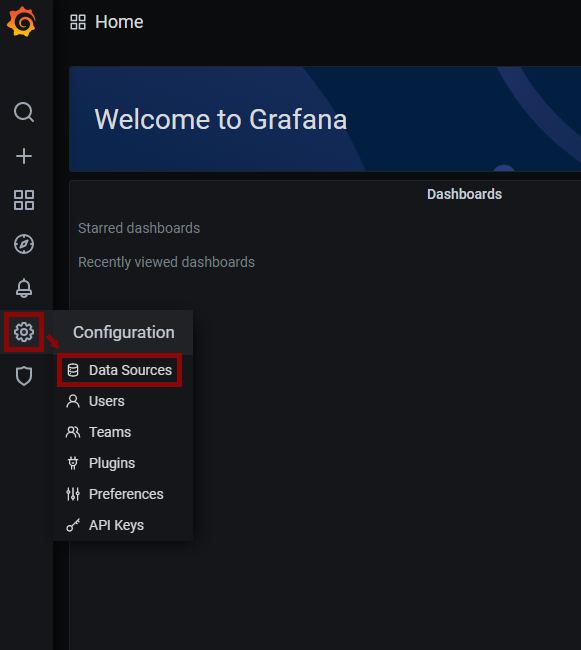 Home
Welcome to Grafana
Dashboards
Starred dashboards
Recently viewed dashboards
Configuration
Data Sources
Users
Teams
Plugins
Preferences
API Keys